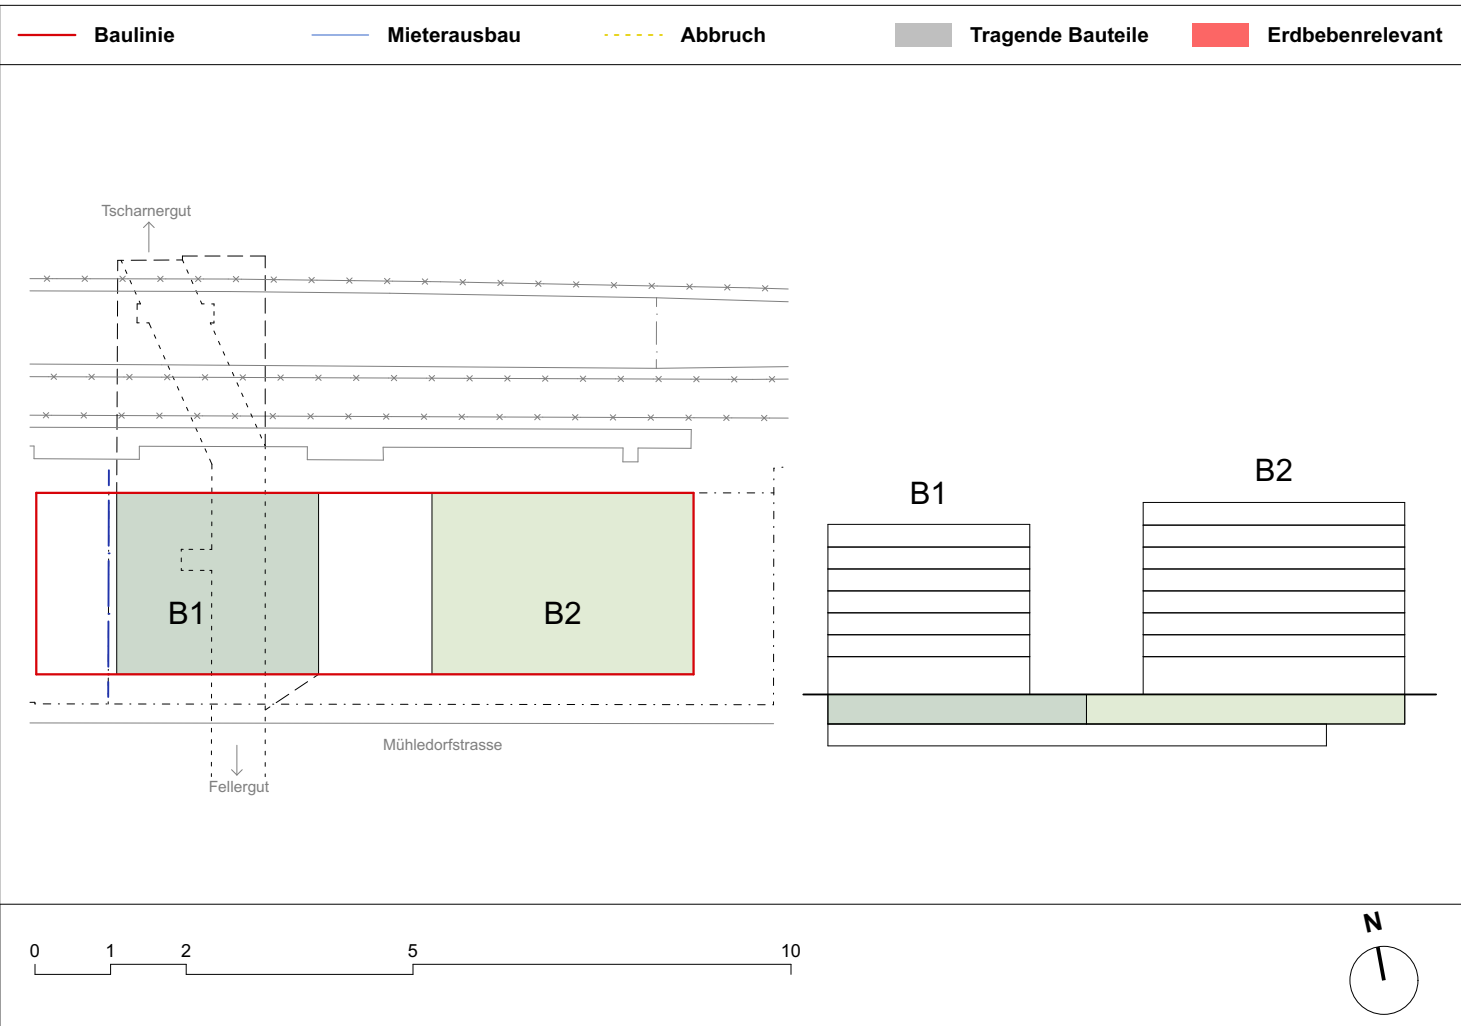 Baulinie
Mieterausbau
Abbruch
Tragende Bauteile
Erdbebenrelevant
Tscharnergut
B1
B2
B1
B2
Mühledorfstrasse
Fellergut
0 1 2 5 10
N